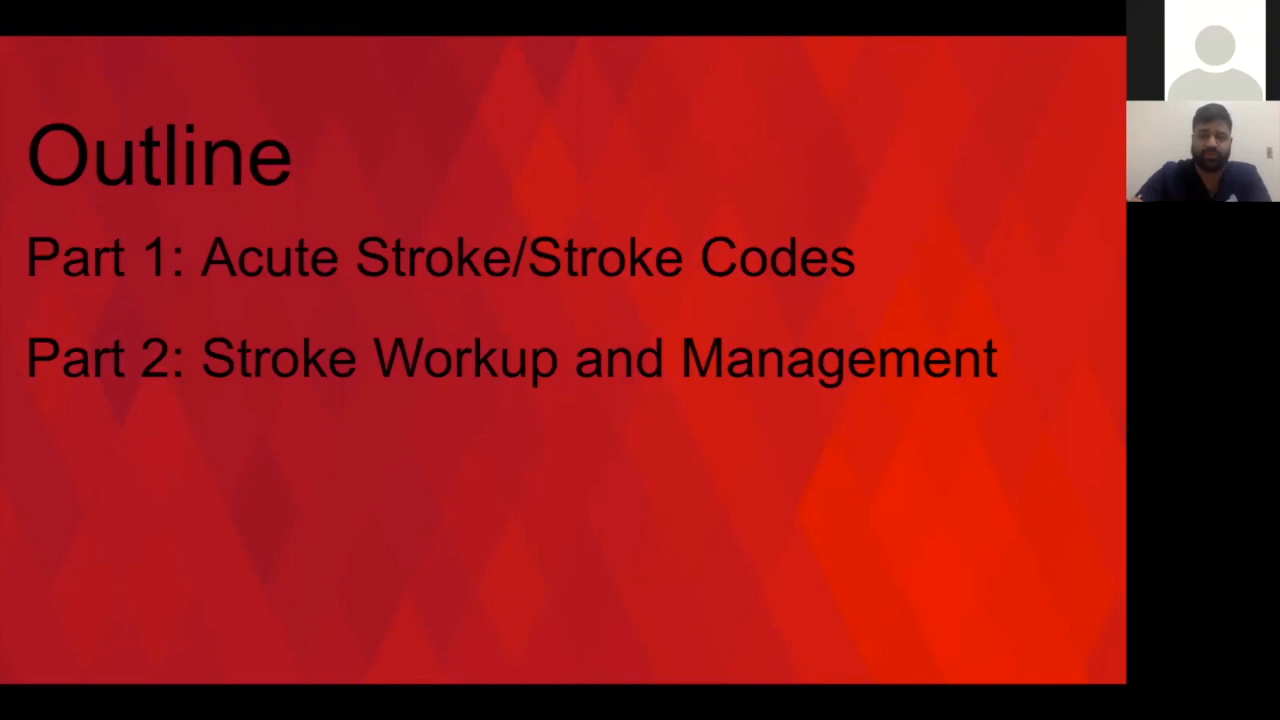 Outline
Part 1: Acute Stroke/Stroke Codes
Part 2: Stroke Workup and Management